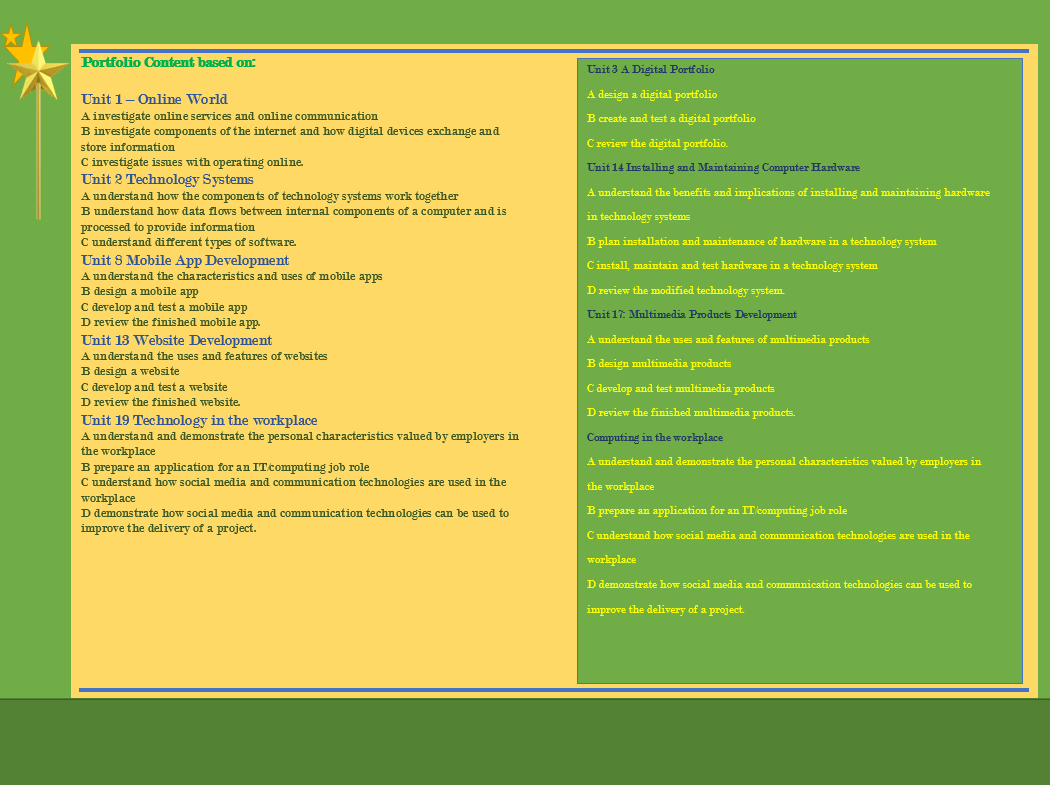 Portfolio Content based on:
Unit 1 – Online World
A investigate online services and online communication
B investigate components of the internet and how digital devices exchange and
store information
C investigate issues with operating online.
Unit 2 Technology Systems
A understand how the components of technology systems work together
B understand how data flows between internal components of a computer and is
processed to provide information
C understand different types of software.
Unit 8 Mobile App Development
A understand the characteristics and uses of mobile apps
B design a mobile app
C develop and test a mobile app
D review the finished mobile app.
Unit 13 Website Development
A understand the uses and features of websites
B design a website
C develop and test a website
D review the finished website.
Unit 19 Technology in the workplace
A understand and demonstrate the personal characteristics valued by employers in
the workplace
B prepare an application for an IT/computing job role
C understand how social media and communication technologies are used in the
workplace
D demonstrate how social media and communication technologies can be used to
improve the delivery of a project.
Unit 3 A Digital Portfolio
A design a digital portfolio
B create and test a digital portfolio
C review the digital portfolio.
Unit 14 Installing and Maintaining Computer Hardware
A understand the benefits and implications of installing and maintaining hardware
in technology systems
B plan installation and maintenance of hardware in a technology system
C install, maintain and test hardware in a technology system
D review the modified technology system.
Unit 17: Multimedia Products Development
A understand the uses and features of multimedia products
B design multimedia products
C develop and test multimedia products
D review the finished multimedia products.
Computing in the workplace
A understand and demonstrate the personal characteristics valued by employers in
the workplace
B prepare an application for an IT/computing job role
C understand how social media and communication technologies are used in the
workplace
D demonstrate how social media and communication technologies can be used to
improve the delivery of a project.